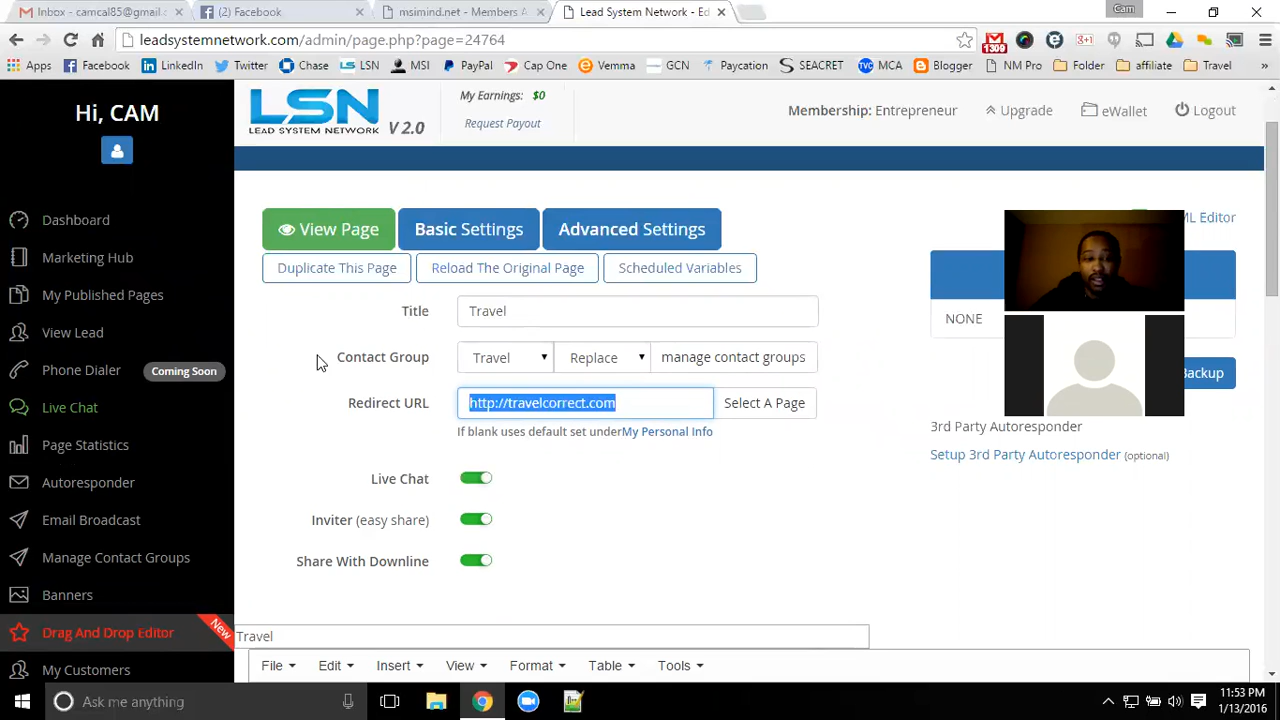 Inbox - camcal85@gmail.c
(2) Facebook
msimind.net - Members A
Lead System Network - Ed
Cam
leadsystemnetwork.com/admin/page.php?page=24764
1309
Apps Facebook LinkedIn Twitter Chase LSN MSI PayPal Cap One Vemma GCN Paycation SEACRET MCA Blogger NM Pro Folder affiliate Travel
Hi, CAM
LSN
LEAD SYSTEM NETWORK
V 2.0
My Earnings: $0
Request Payout
Membership: Entrepreneur
Upgrade
eWallet
Logout
Dashboard
Marketing Hub
My Published Pages
View Lead
Phone Dialer Coming Soon
Live Chat
Page Statistics
Autoresponder
Email Broadcast
Manage Contact Groups
Banners
Drag And Drop Editor New
My Customers
View Page Basic Settings Advanced Settings
Duplicate This Page Reload The Original Page Scheduled Variables
Title Travel
Contact Group Travel Replace manage contact groups
Redirect URL http://travelcorrect.com Select A Page
If blank uses default set underMy Personal Info
Live Chat
Inviter (easy share)
Share With Downline
ML Editor
NONE
Backup
3rd Party Autoresponder
Setup 3rd Party Autoresponder (optional)
Travel
File Edit Insert View Format Table Tools
Ask me anything
11:53 PM
1/13/2016